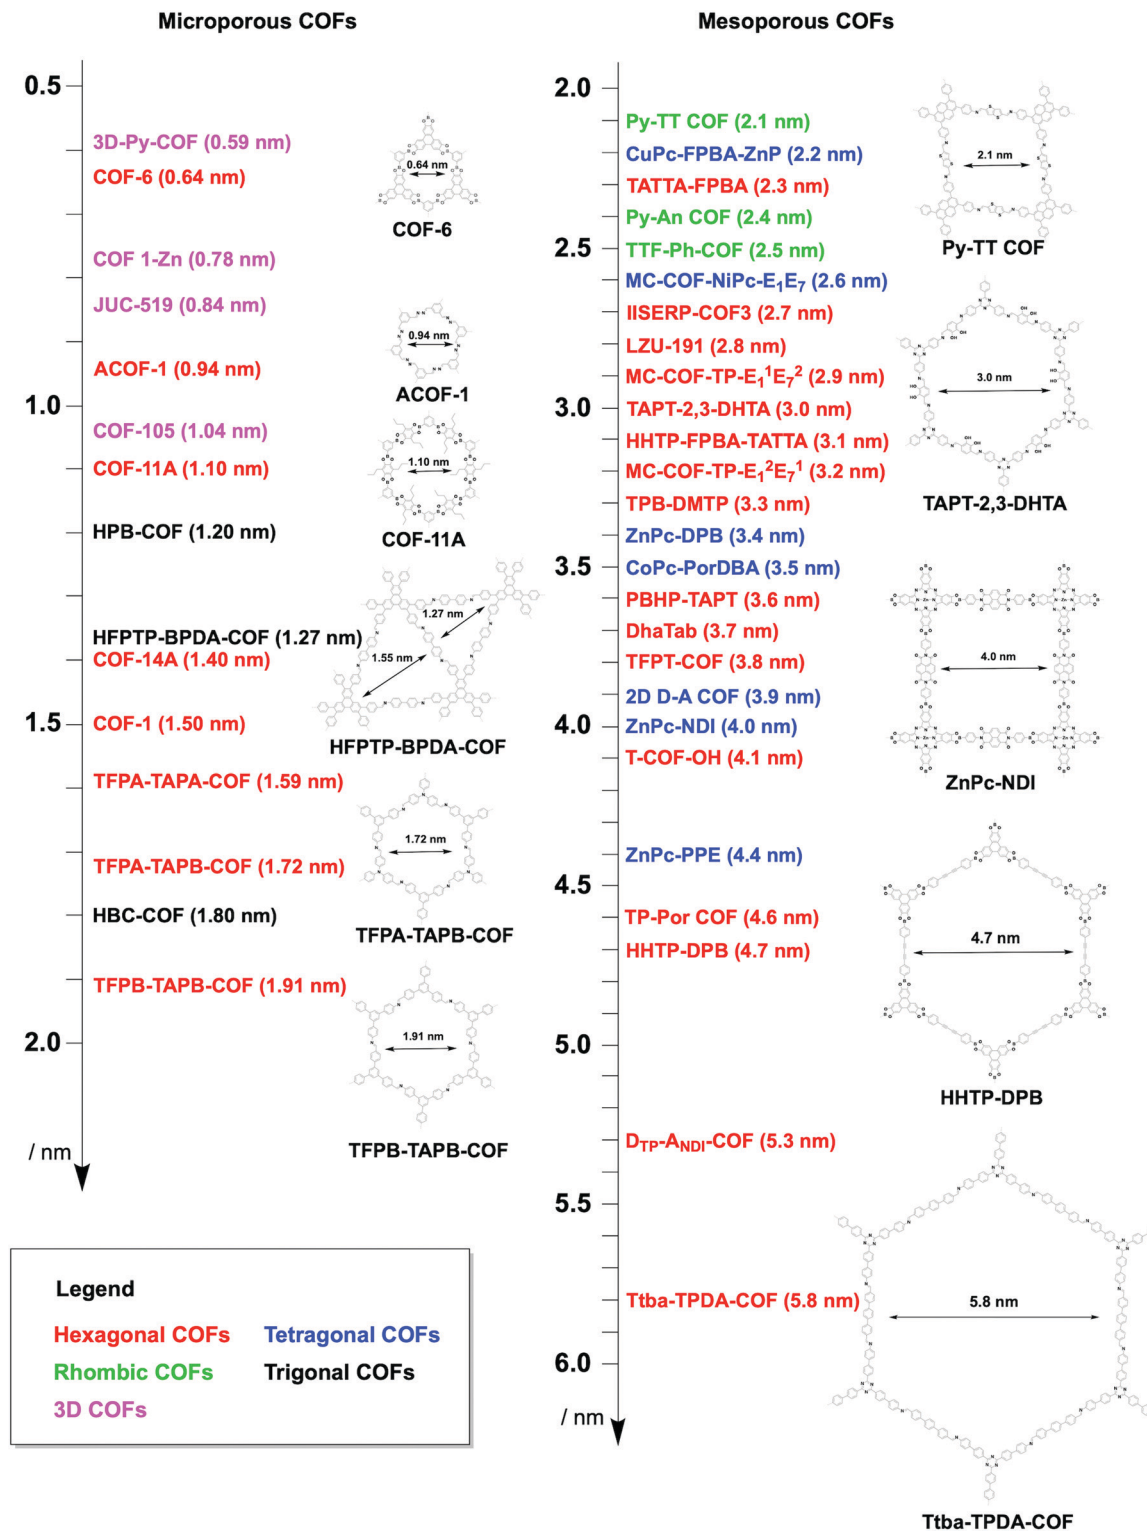 Microporous COFs
0.5
3D-Py-COF (0.59 nm)
COF-6 (0.64 nm)
0.64 nm
COF-6
COF 1-Zn (0.78 nm)
JUC-519 (0.84 nm)
ACOF-1 (0.94 nm)
0.94 nm
ACOF-1
1.0
COF-105 (1.04 nm)
COF-11A (1.10 nm)
1.10 nm
COF-11A
HPB-COF (1.20 nm)
HFPTP-BPDA-COF (1.27 nm)
COF-14A (1.40 nm)
1.27 nm
1.55 nm
HFPTP-BPDA-COF
1.5
COF-1 (1.50 nm)
TFPA-TAPA-COF (1.59 nm)
TFPA-TAPB-COF (1.72 nm)
1.72 nm
TFPA-TAPB-COF
HBC-COF (1.80 nm)
TFPB-TAPB-COF (1.91 nm)
1.91 nm
TFPB-TAPB-COF
2.0
/ nm
Legend
Hexagonal COFs
Tetragonal COFs
Rhombic COFs
Trigonal COFs
3D COFs
Mesoporous COFs
2.0
Py-TT COF (2.1 nm)
CuPc-FPBA-ZnP (2.2 nm)
TATTA-FPBA (2.3 nm)
Py-An COF (2.4 nm)
2.1 nm
Py-TT COF
2.5
TTF-Ph-COF (2.5 nm)
MC-COF-NiPc-E₁E₇ (2.6 nm)
IISERP-COF3 (2.7 nm)
LZU-191 (2.8 nm)
MC-COF-TP-E₁¹E₇² (2.9 nm)
3.0
TAPT-2,3-DHTA (3.0 nm)
HHTP-FPBA-TATTA (3.1 nm)
MC-COF-TP-E₁²E₇¹ (3.2 nm)
TPB-DMTP (3.3 nm)
3.0 nm
TAPT-2,3-DHTA
ZnPc-DPB (3.4 nm)
3.5
CoPc-PorDBA (3.5 nm)
PBHP-TAPT (3.6 nm)
DhaTab (3.7 nm)
TFPT-COF (3.8 nm)
2D D-A COF (3.9 nm)
4.0
ZnPc-NDI (4.0 nm)
T-COF-OH (4.1 nm)
4.0 nm
ZnPc-NDI
ZnPc-PPE (4.4 nm)
4.5
TP-Por COF (4.6 nm)
HHTP-DPB (4.7 nm)
4.7 nm
HHTP-DPB
5.0
D_TP-A_NDI-COF (5.3 nm)
5.5
Ttba-TPDA-COF (5.8 nm)
5.8 nm
6.0
/ nm
Ttba-TPDA-COF